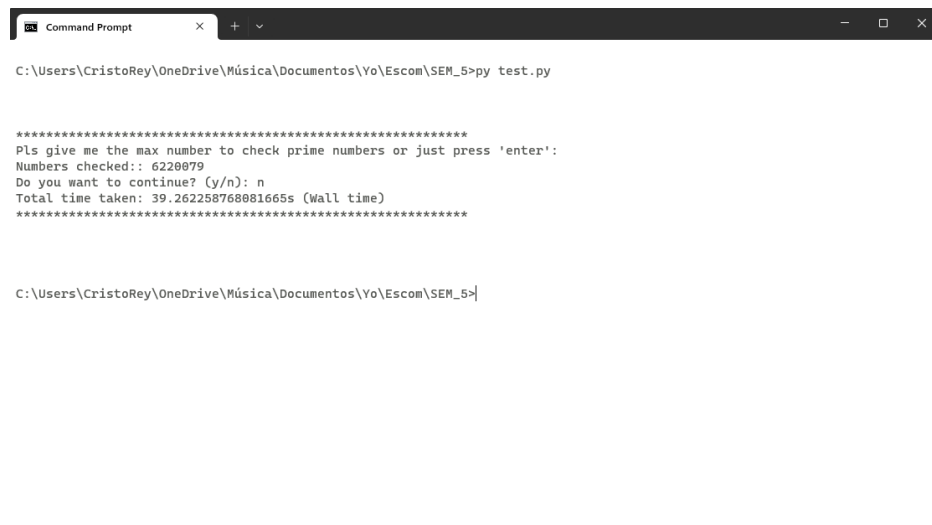 Command Prompt
C:\Users\CristoRey\OneDrive\Música\Documentos\Yo\Escom\SEM_5>py test.py
************************************************************
Pls give me the max number to check prime numbers or just press 'enter':
Numbers checked:: 6220079
Do you want to continue? (y/n): n
Total time taken: 39.262258768081665s (Wall time)
************************************************************
C:\Users\CristoRey\OneDrive\Música\Documentos\Yo\Escom\SEM_5>